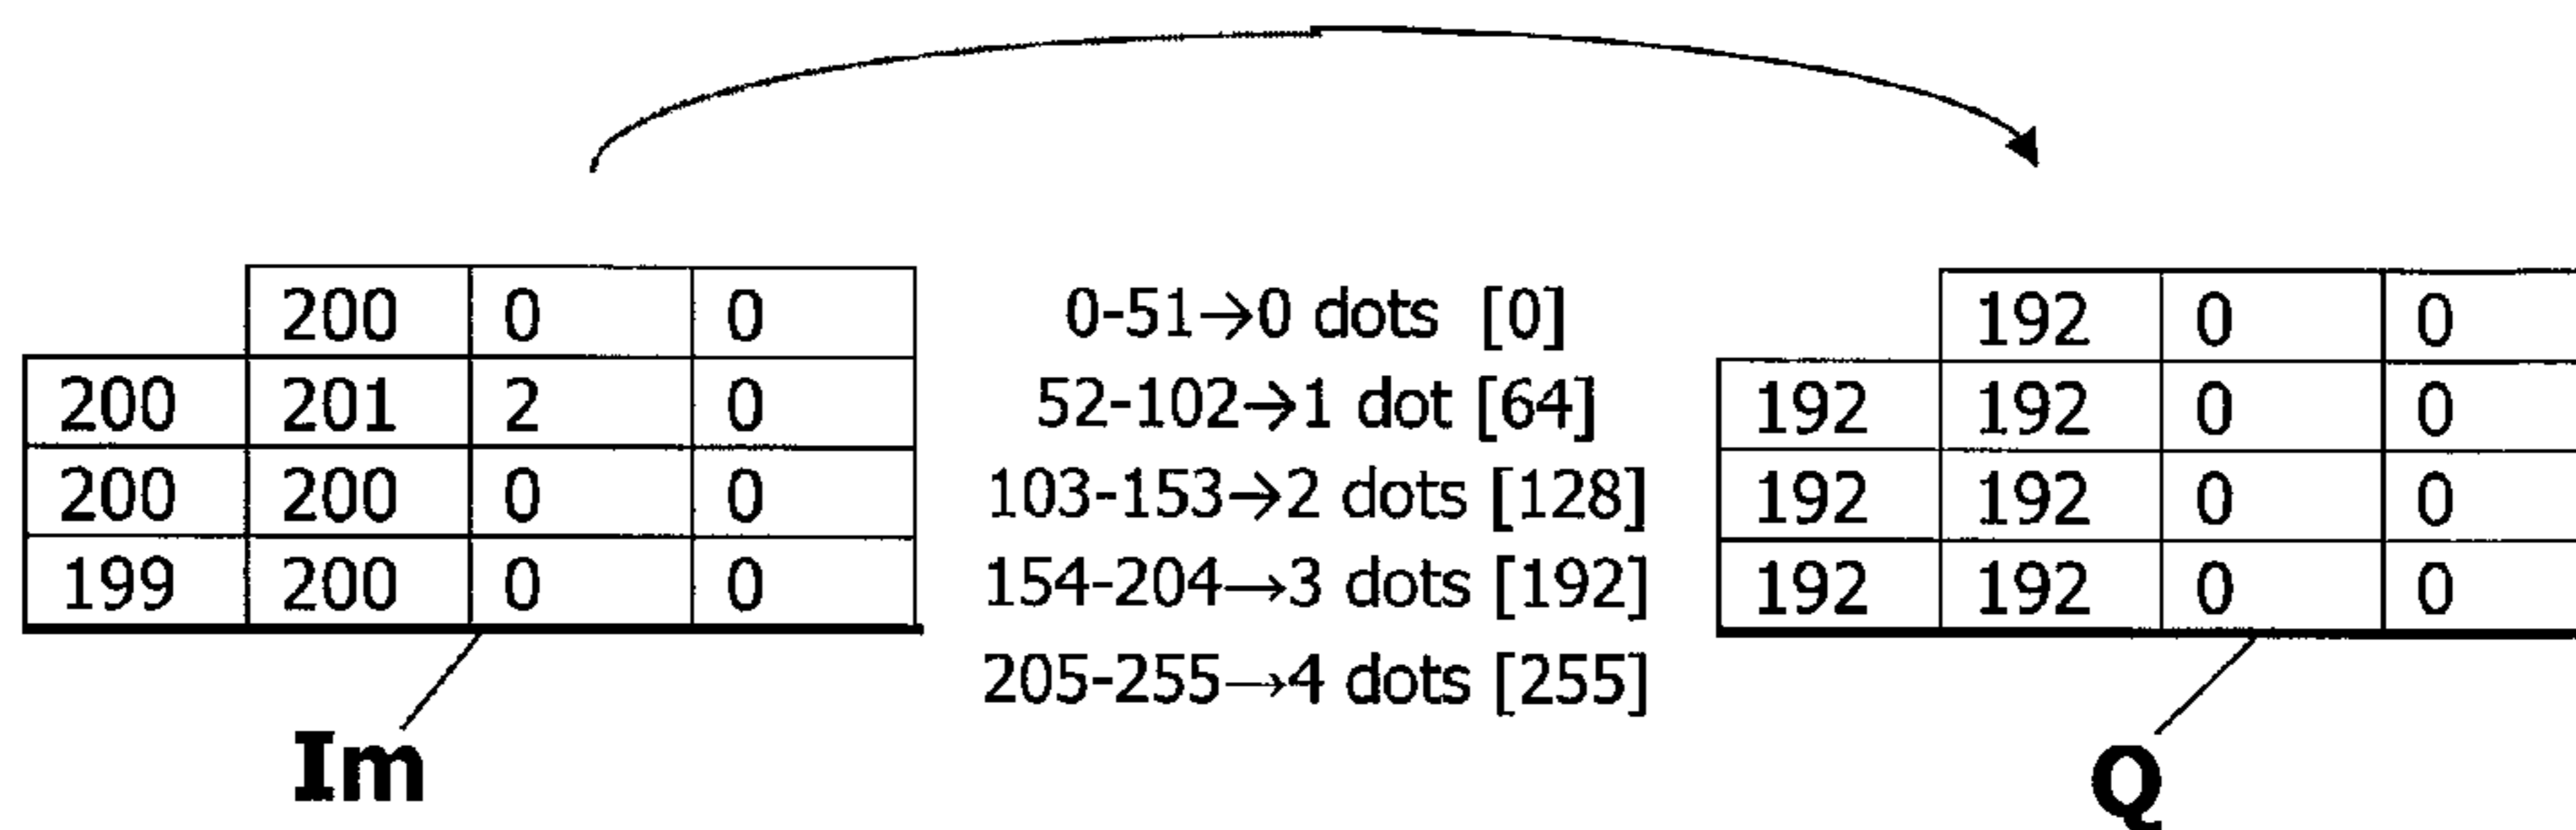 200 0 0
200 201 2 0
200 200 0 0
199 200 0 0
Im
0-51→0 dots [0]
52-102→1 dot [64]
103-153→2 dots [128]
154-204→3 dots [192]
205-255→4 dots [255]
192 0 0
192 192 0 0
192 192 0 0
192 192 0 0
Q